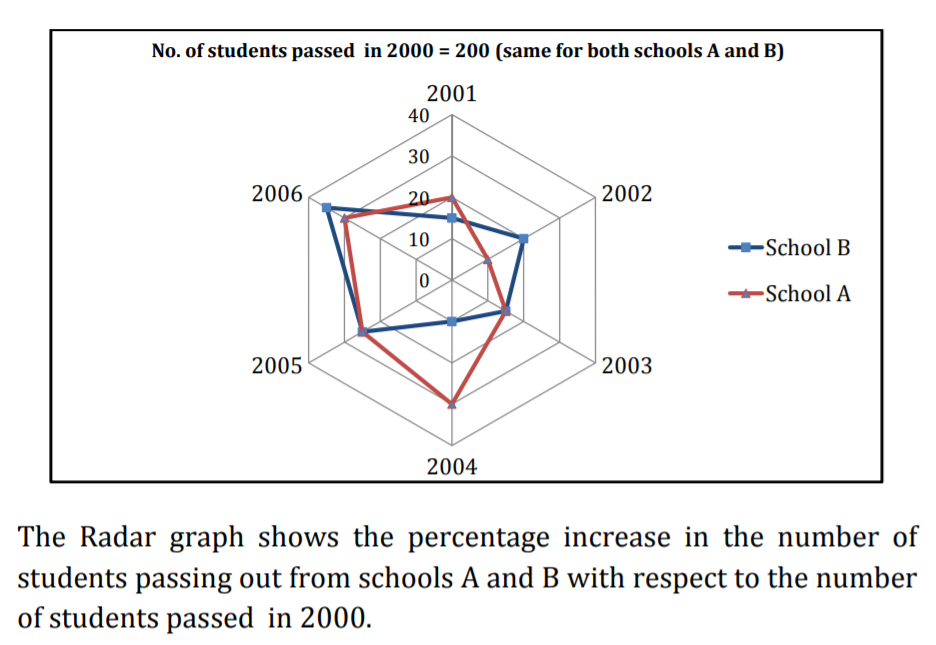 No. of students passed in 2000 = 200 (same for both schools A and B)
2001
40
30
2006
20
2002
10
School B
0
School A
2005
2003
2004
The Radar graph shows the percentage increase in the number of
students passing out from schools A and B with respect to the number
of students passed in 2000.